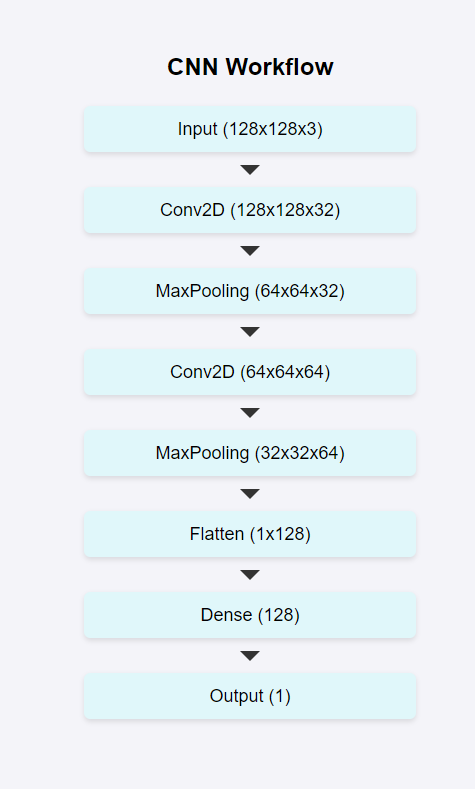 CNN Workflow
Input (128x128x3)
Conv2D (128x128x32)
MaxPooling (64x64x32)
Conv2D (64x64x64)
MaxPooling (32x32x64)
Flatten (1x128)
Dense (128)
Output (1)